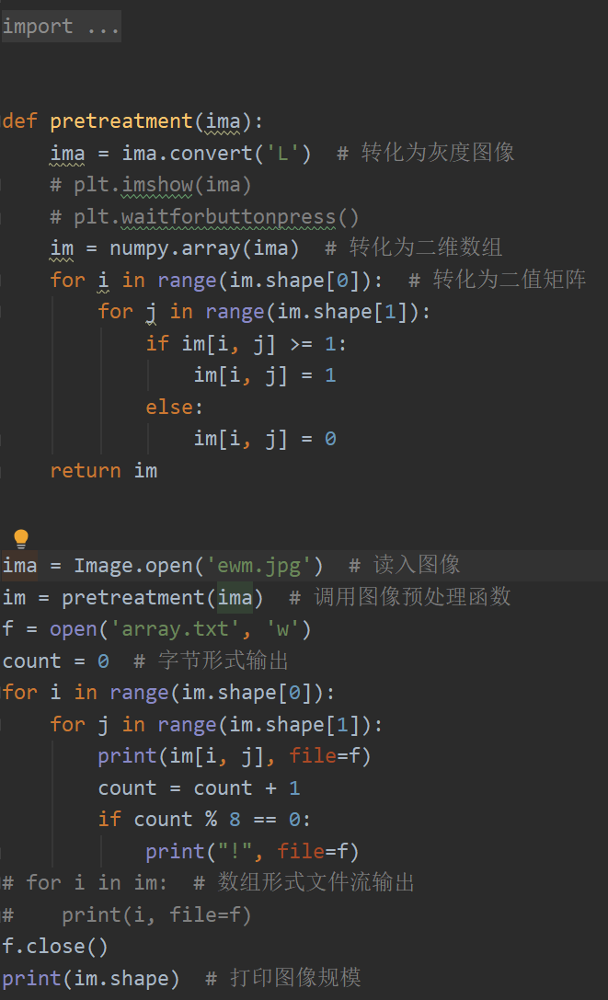 import ...
def pretreatment(ima):
    ima = ima.convert('L')  # 转化为灰度图像
    # plt.imshow(ima)
    # plt.waitforbuttonpress()
    im = numpy.array(ima)  # 转化为二维数组
    for i in range(im.shape[0]):  # 转化为二值矩阵
        for j in range(im.shape[1]):
            if im[i, j] >= 1:
                im[i, j] = 1
            else:
                im[i, j] = 0
    return im
ima = Image.open('ewm.jpg')  # 读入图像
im = pretreatment(ima)  # 调用图像预处理函数
f = open('array.txt', 'w')
count = 0  # 字节形式输出
for i in range(im.shape[0]):
    for j in range(im.shape[1]):
        print(im[i, j], file=f)
        count = count + 1
        if count % 8 == 0:
            print("!", file=f)
# for i in im:  # 数组形式文件流输出
#    print(i, file=f)
f.close()
print(im.shape)  # 打印图像规模